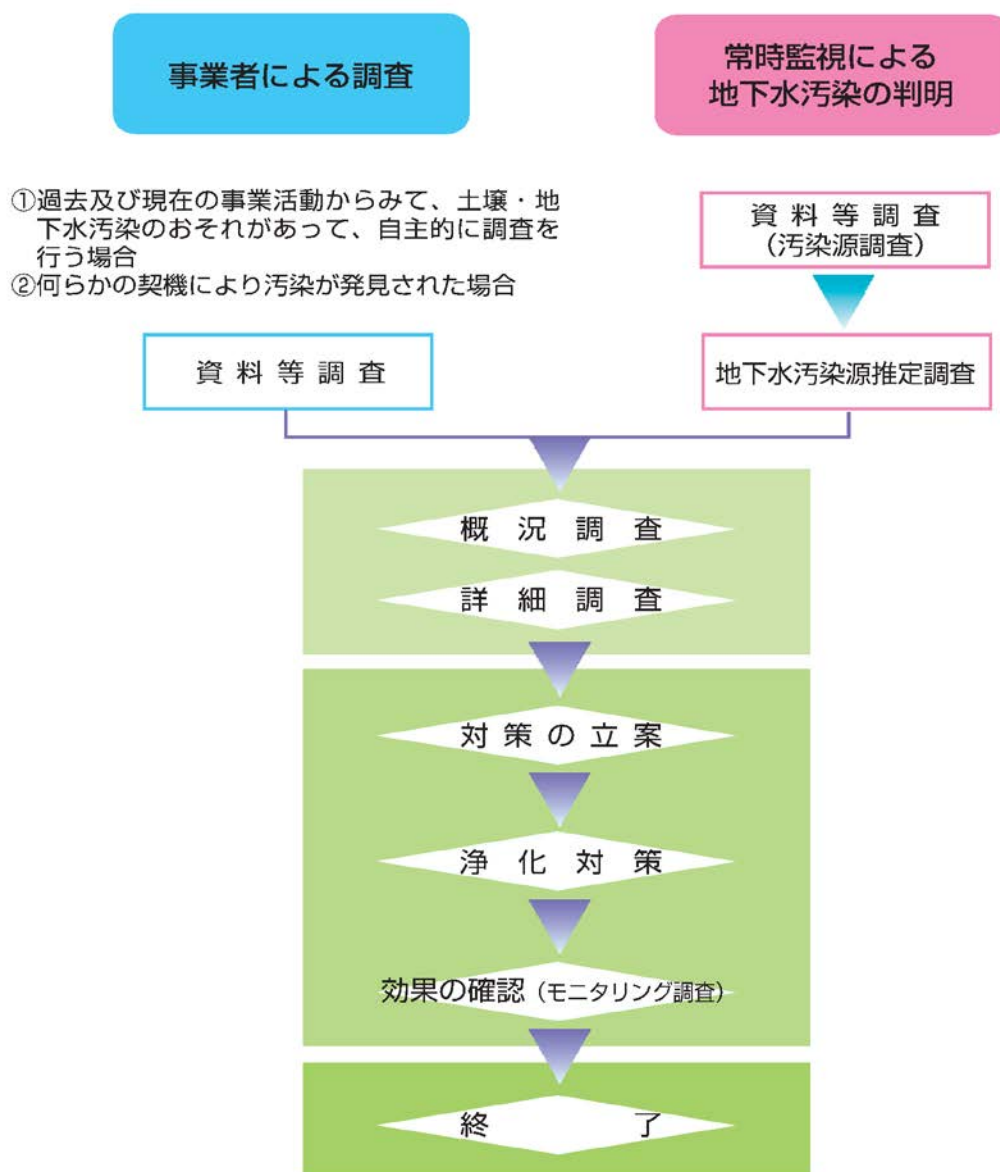 事業者による調査
常時監視による
地下水汚染の判明
①過去及び現在の事業活動からみて、土壌・地
下水汚染のおそれがあって、自主的に調査を
行う場合
②何らかの契機により汚染が発見された場合
資料等調査
(汚染源調査)
資料等調査
地下水汚染源推定調査
概況調査
詳細調査
対策の立案
浄化対策
効果の確認(モニタリング調査)
終了